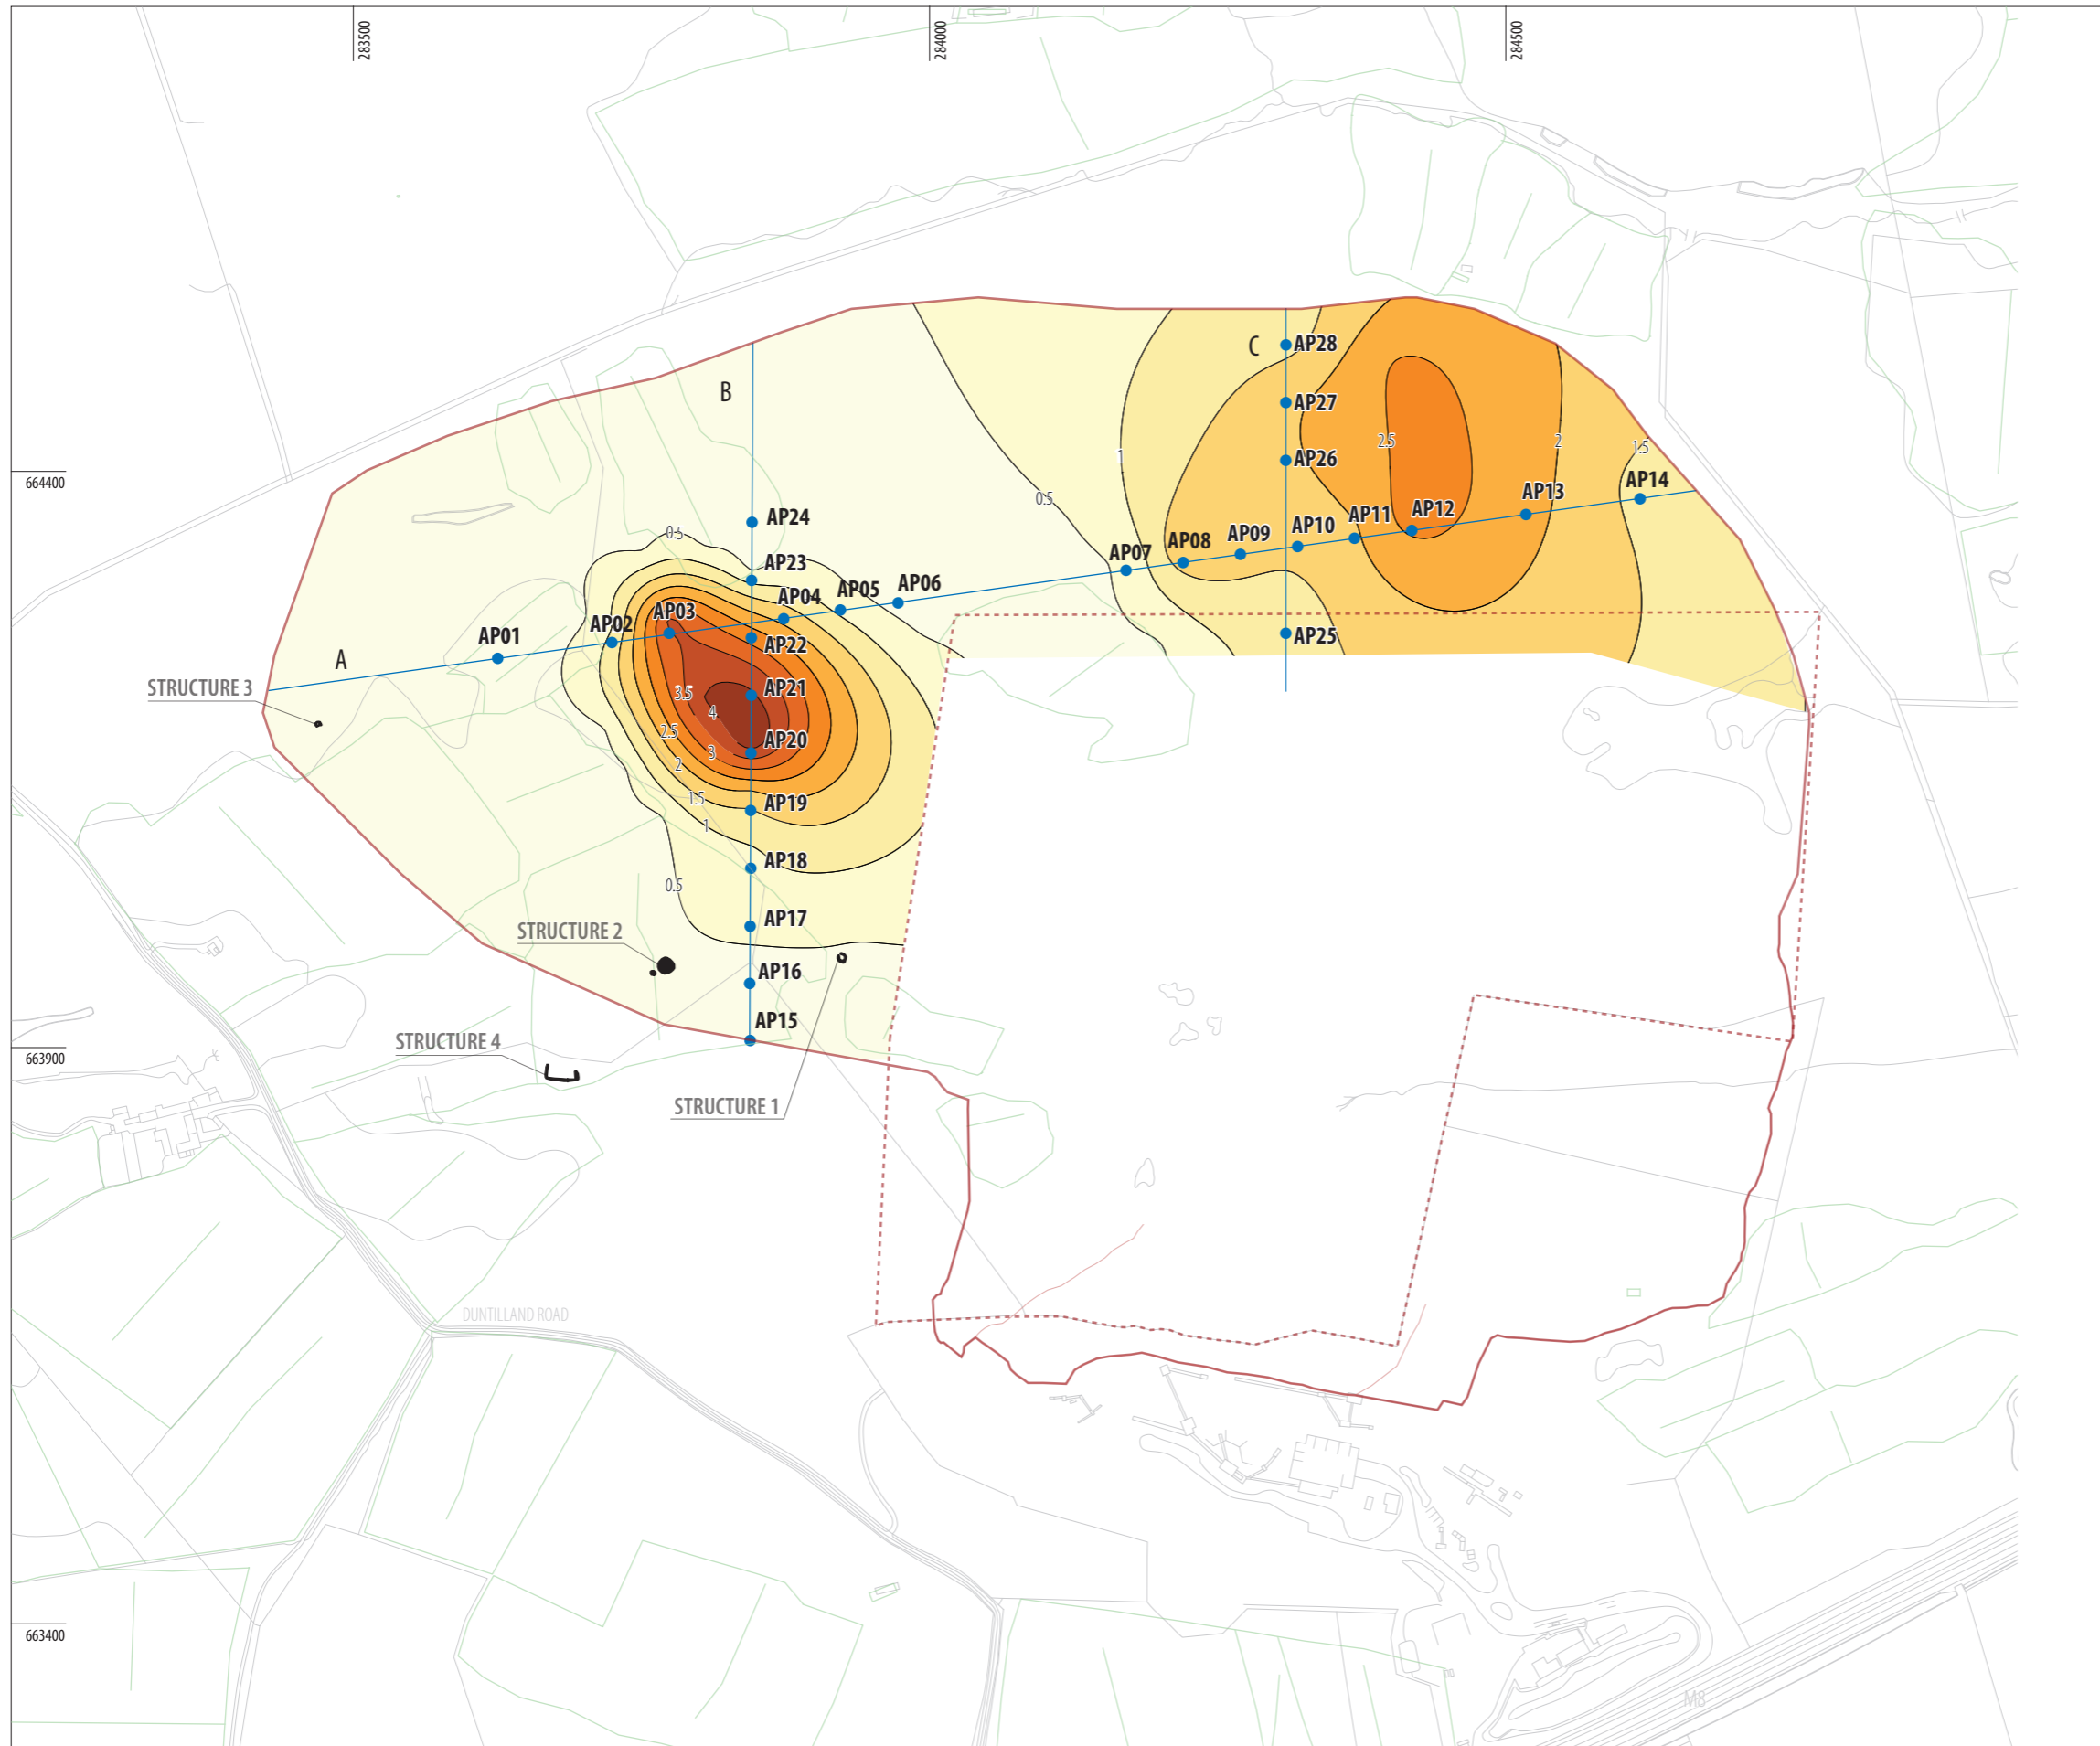 283500
284000
284500
C
AP28
B
AP27
2.5
2
1.5
1
AP26
664400
AP14
0.5
AP13
AP12
AP11
AP24
AP10
0.5
AP09
AP08
AP07
AP23
AP06
AP05
AP04
AP03
AP02
AP01
AP22
AP25
A
STRUCTURE 3
3.5
AP21
4
2.5
AP20
3
2
1.5
AP19
1
AP18
0.5
AP17
STRUCTURE 2
AP16
AP15
STRUCTURE 4
663900
STRUCTURE 1
DUNTILLAND ROAD
663400
M8